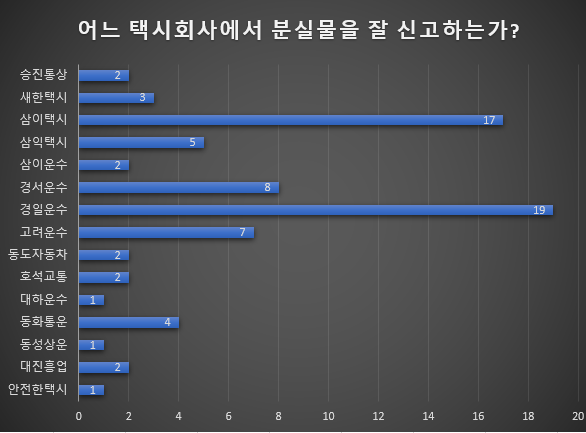 어느 택시회사에서 분실물을 잘 신고하는가?
승진통상 2
새한택시 3
삼이택시 17
삼익택시 5
삼이운수 2
경서운수 8
경일운수 19
고려운수 7
동도자동차 2
호석교통 2
대하운수 1
동화통운 4
동성상운 1
대진흥업 2
안전한택시 1
0 2 4 6 8 10 12 14 16 18 20